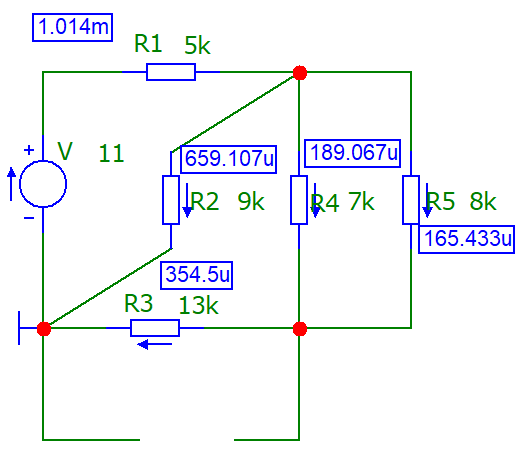 1.014m
R1 5k
V 11
659.107u
189.067u
R2 9k
R4 7k
R5 8k
165.433u
354.5u
R3 13k